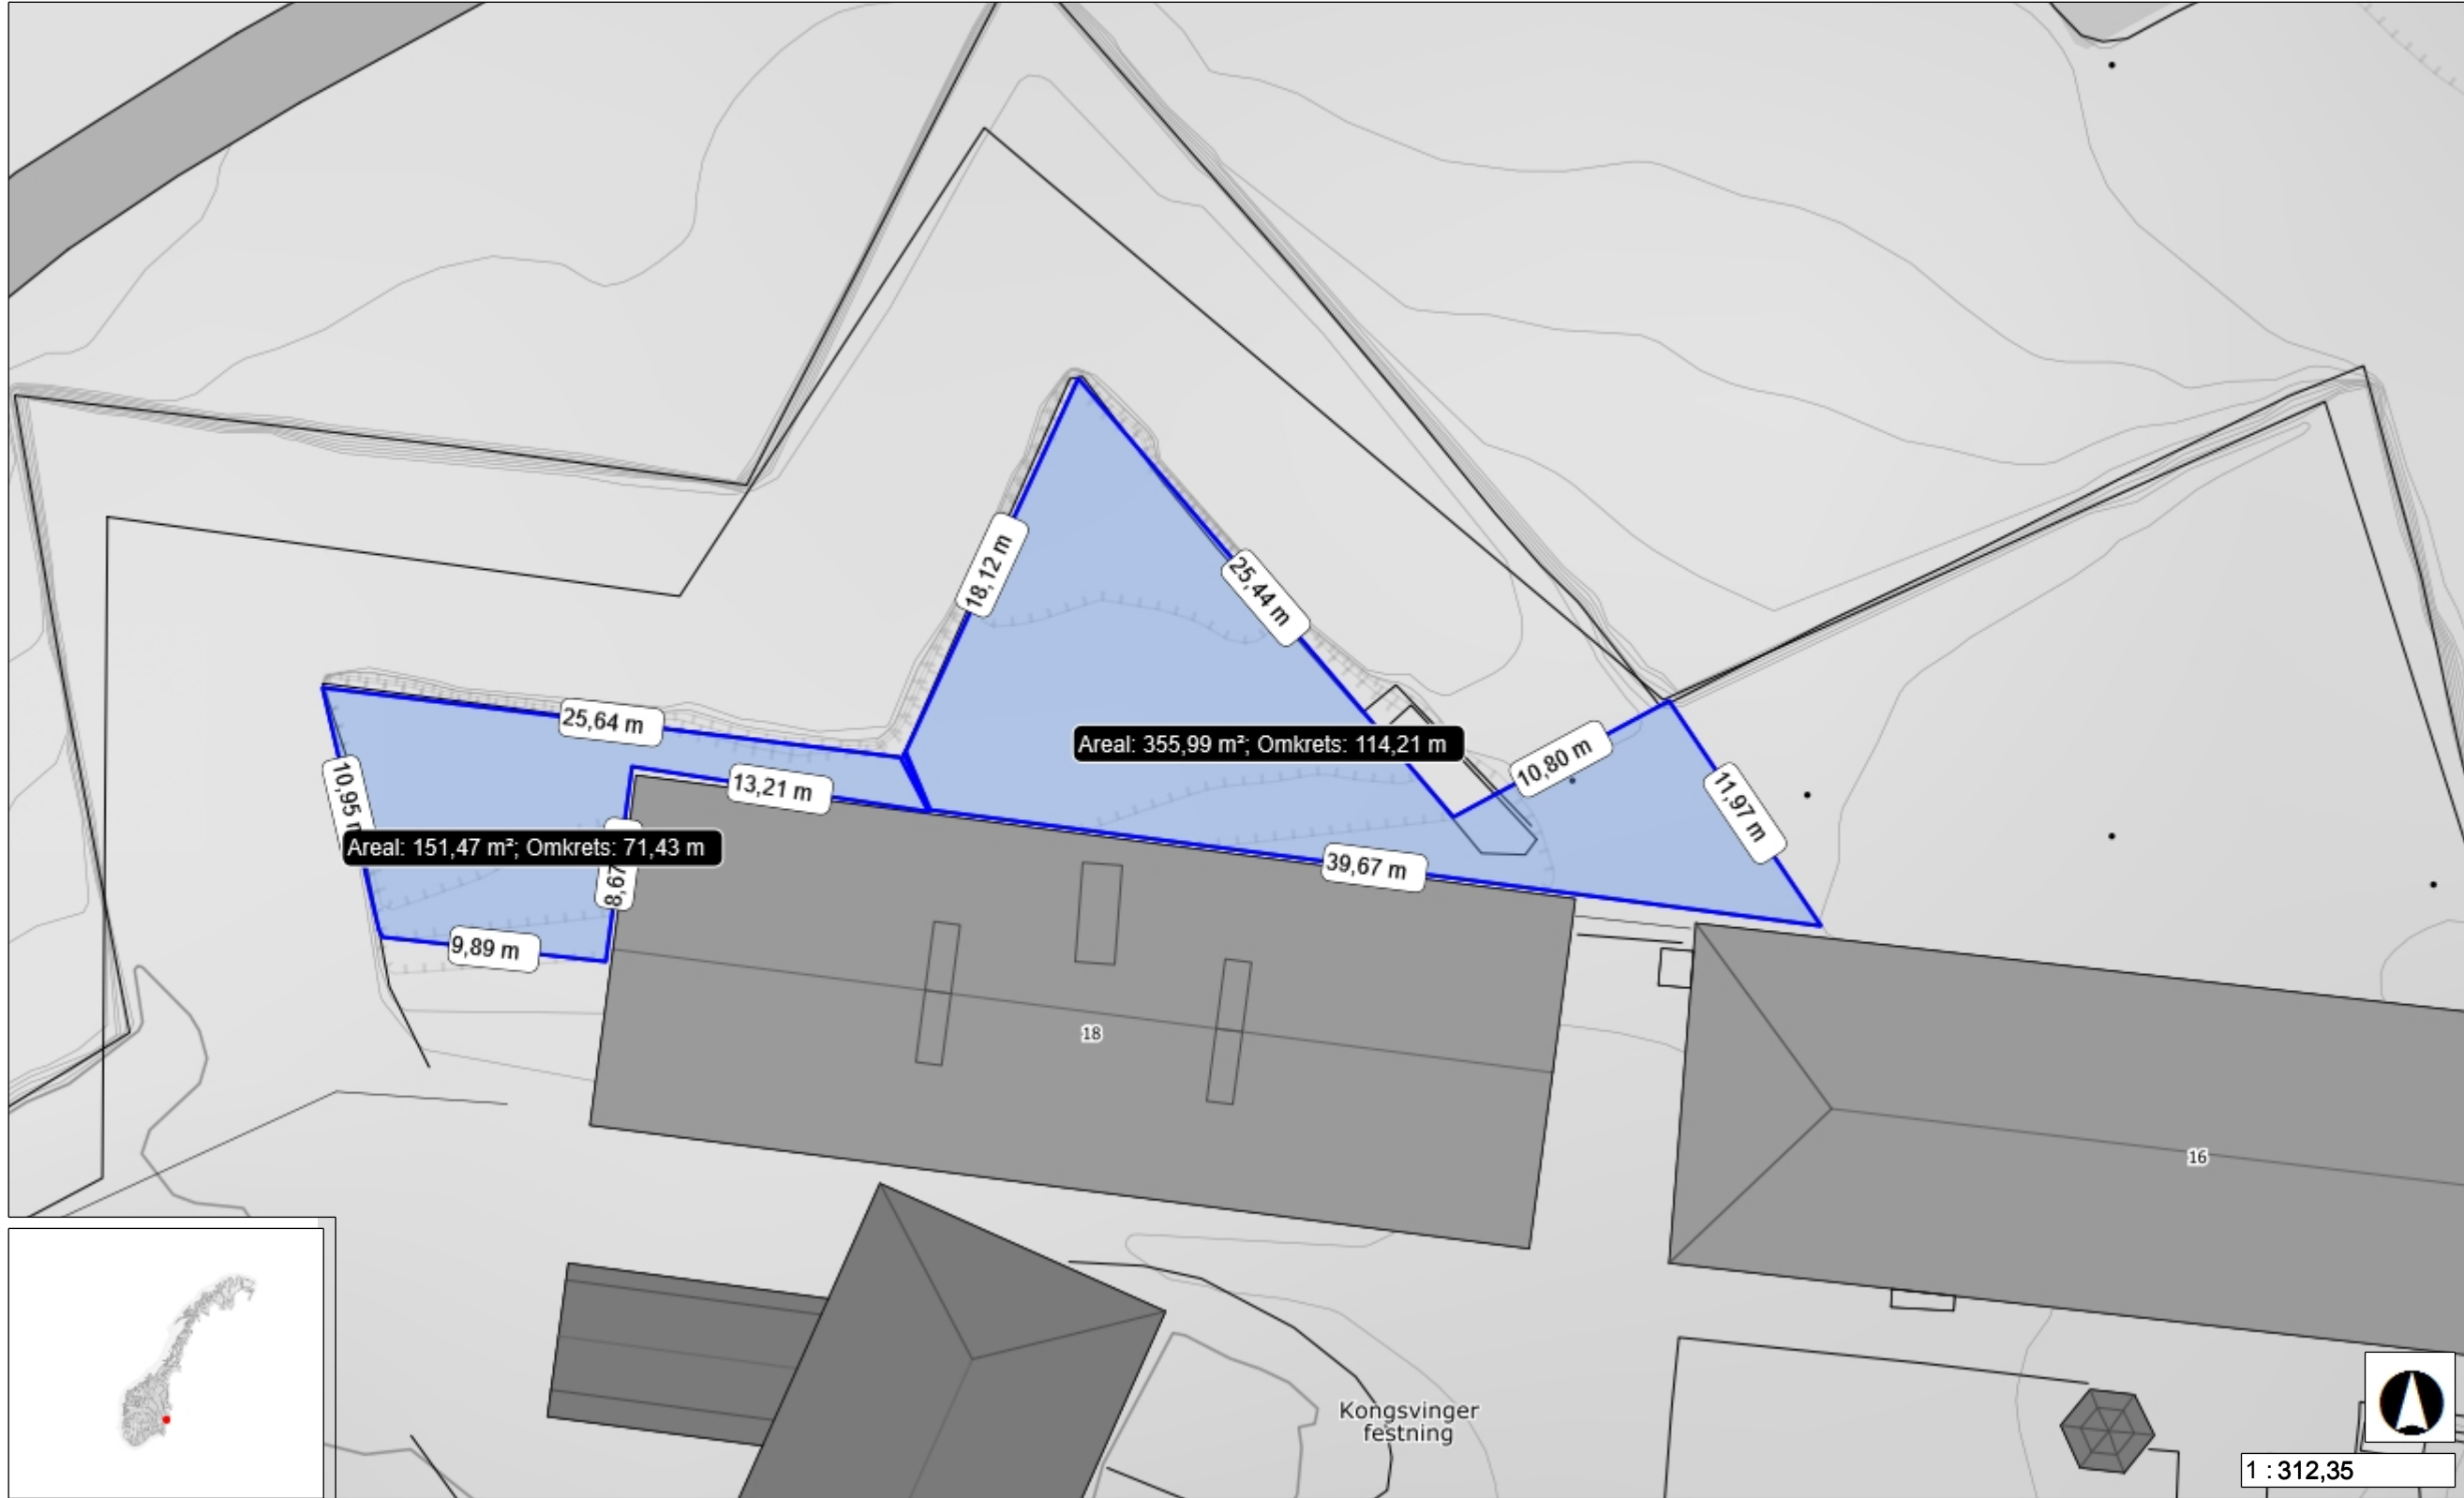 18,12 m
25,44 m
25,64 m
Areal: 355,99 m²; Omkrets: 114,21 m
10,80 m
13,21 m
10,95
11,97 m
Areal: 151,47 m²; Omkrets: 71,43 m
39,67 m
8,67
9,89 m
18
16
Kongsvinger
festning
1 : 312,35